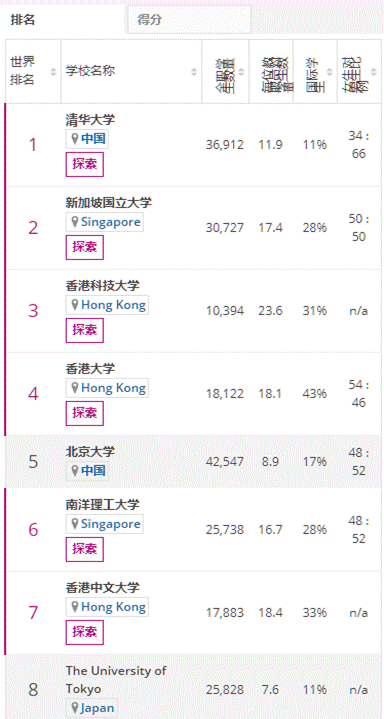 排名
得分
世界
排名
学校名称
全职学
生数量
国际学
生
女生对
男生比
例
1
清华大学
中国
探索
36,912
11.9
11%
34 :
66
2
新加坡国立大学
Singapore
探索
30,727
17.4
28%
50 :
50
3
香港科技大学
Hong Kong
探索
10,394
23.6
31%
n/a
4
香港大学
Hong Kong
探索
18,122
18.1
43%
54 :
46
5
北京大学
中国
42,547
8.9
17%
48 :
52
6
南洋理工大学
Singapore
探索
25,738
16.7
28%
48 :
52
7
香港中文大学
Hong Kong
探索
17,883
18.4
33%
n/a
8
The University of
Tokyo
Japan
25,828
7.6
11%
n/a